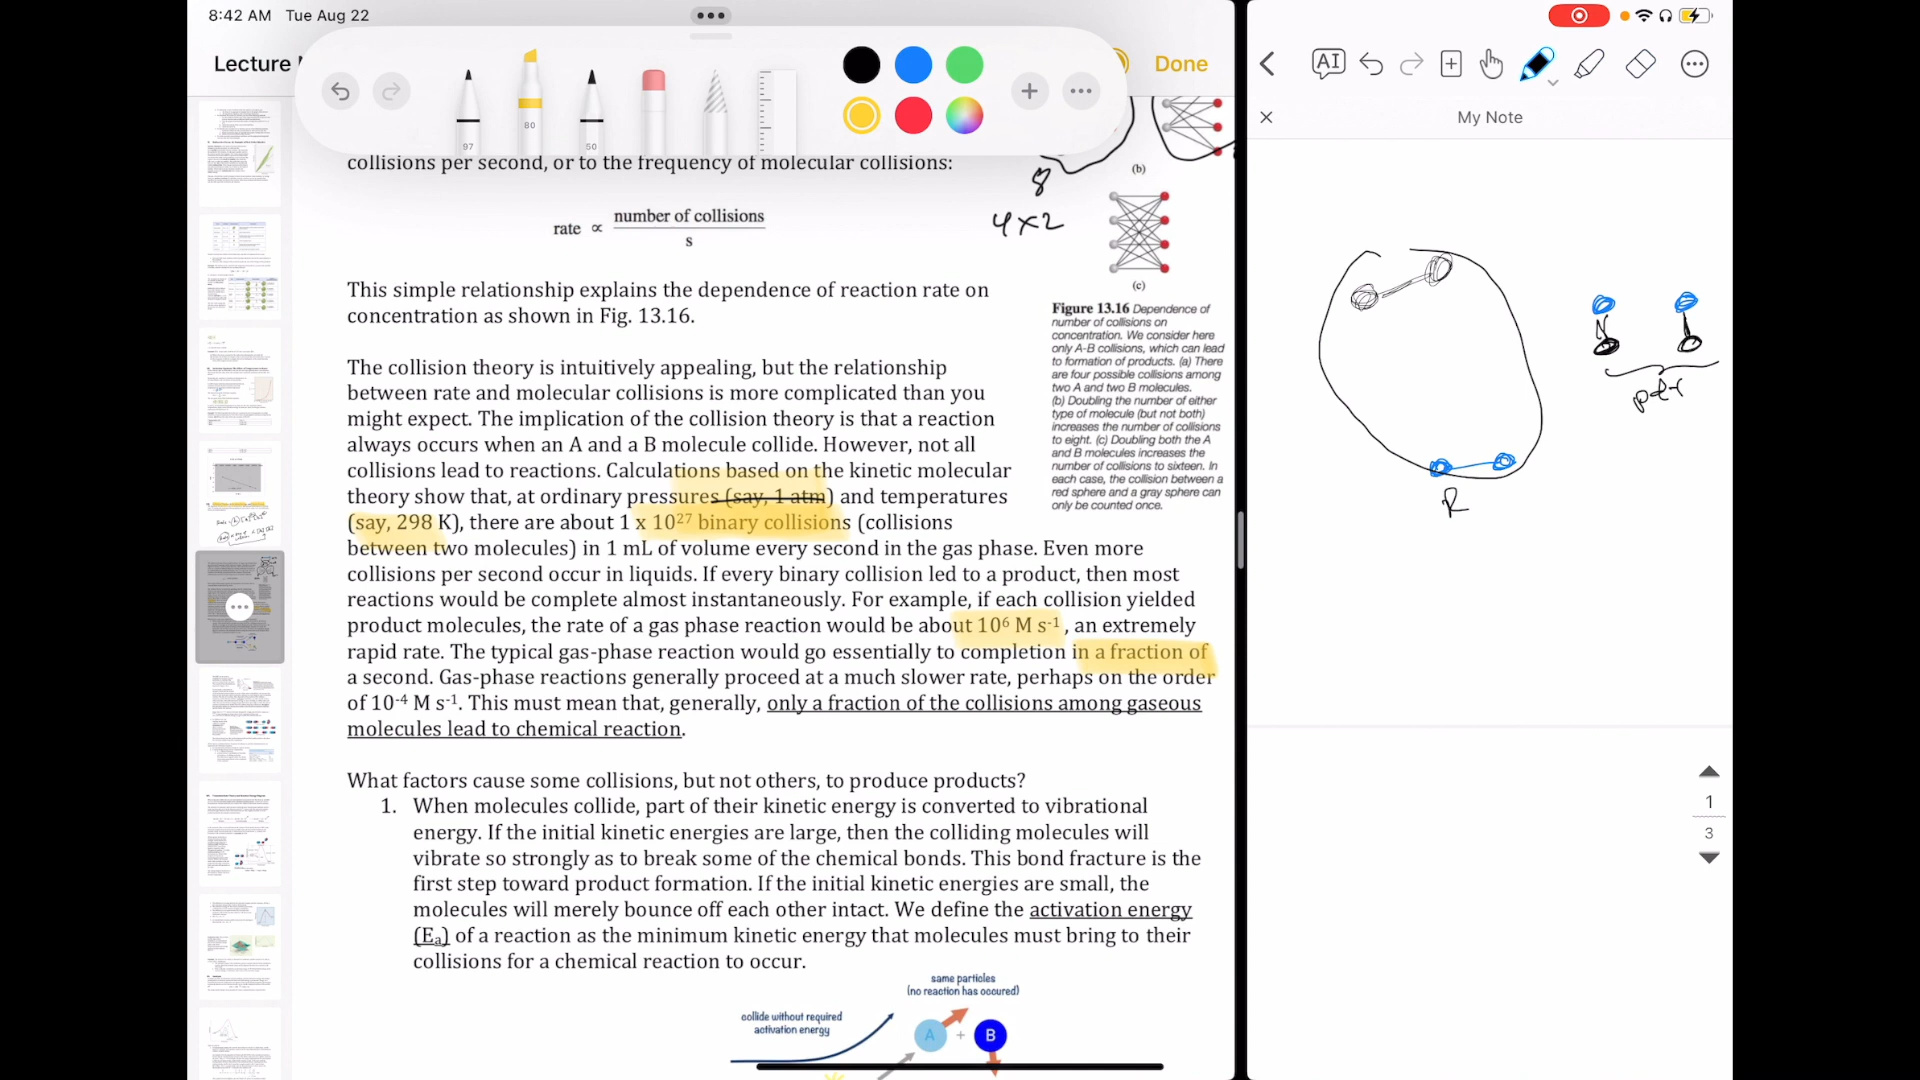 8:42 AM Tue Aug 22
Lecture
Done
97
80
50
collisions per second, or to the frequency of molecular collisions:
rate ∝ number of collisions
s
This simple relationship explains the dependence of reaction rate on
concentration as shown in Fig. 13.16.
The collision theory is intuitively appealing, but the relationship
between rate and molecular collisions is more complicated than you
might expect. The implication of the collision theory is that a reaction
always occurs when an A and a B molecule collide. However, not all
collisions lead to reactions. Calculations based on the kinetic molecular
theory show that, at ordinary pressures (say, 1 atm) and temperatures
(say, 298 K), there are about 1 x 10²⁷ binary collisions (collisions
between two molecules) in 1 mL of volume every second in the gas phase. Even more
collisions per second occur in liquids. If every binary collision led to a product, then most
reactions would be complete almost instantaneously. For example, if each collision yielded
product molecules, the rate of a gas phase reaction would be about 10⁶ M s⁻¹ , an extremely
rapid rate. The typical gas-phase reaction would go essentially to completion in a fraction of
a second. Gas-phase reactions generally proceed at a much slower rate, perhaps on the order
of 10⁻⁴ M s⁻¹. This must mean that, generally, only a fraction of the collisions among gaseous
molecules lead to chemical reaction.
What factors cause some collisions, but not others, to produce products?
1. When molecules collide, part of their kinetic energy is converted to vibrational
energy. If the initial kinetic energies are large, then the colliding molecules will
vibrate so strongly as to break some of the chemical bonds. This bond fracture is the
first step toward product formation. If the initial kinetic energies are small, the
molecules will merely bounce off each other intact. We define the activation energy
(Eₐ) of a reaction as the minimum kinetic energy that molecules must bring to their
collisions for a chemical reaction to occur.
same particles
(no reaction has occured)
collide without required
activation energy
A + B
8
4x2
(b)
(c)
Figure 13.16 Dependence of
number of collisions on
concentration. We consider here
only A-B collisions, which can lead
to formation of products. (a) There
are four possible collisions among
two A and two B molecules.
(b) Doubling the number of either
type of molecule (but not both)
increases the number of collisions
to eight. (c) Doubling both the A
and B molecules increases the
number of collisions to sixteen. In
each case, the collision between a
red sphere and a gray sphere can
only be counted once.
AI
My Note
R
1
3